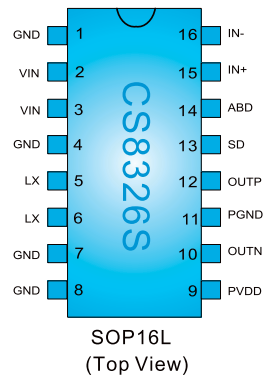 GND 1 16 IN-
VIN 2 15 IN+
VIN 3 14 ABD
GND 4 13 SD
LX 5 12 OUTP
LX 6 11 PGND
GND 7 10 OUTN
GND 8 9 PVDD
CS8326S
SOP16L
(Top View)